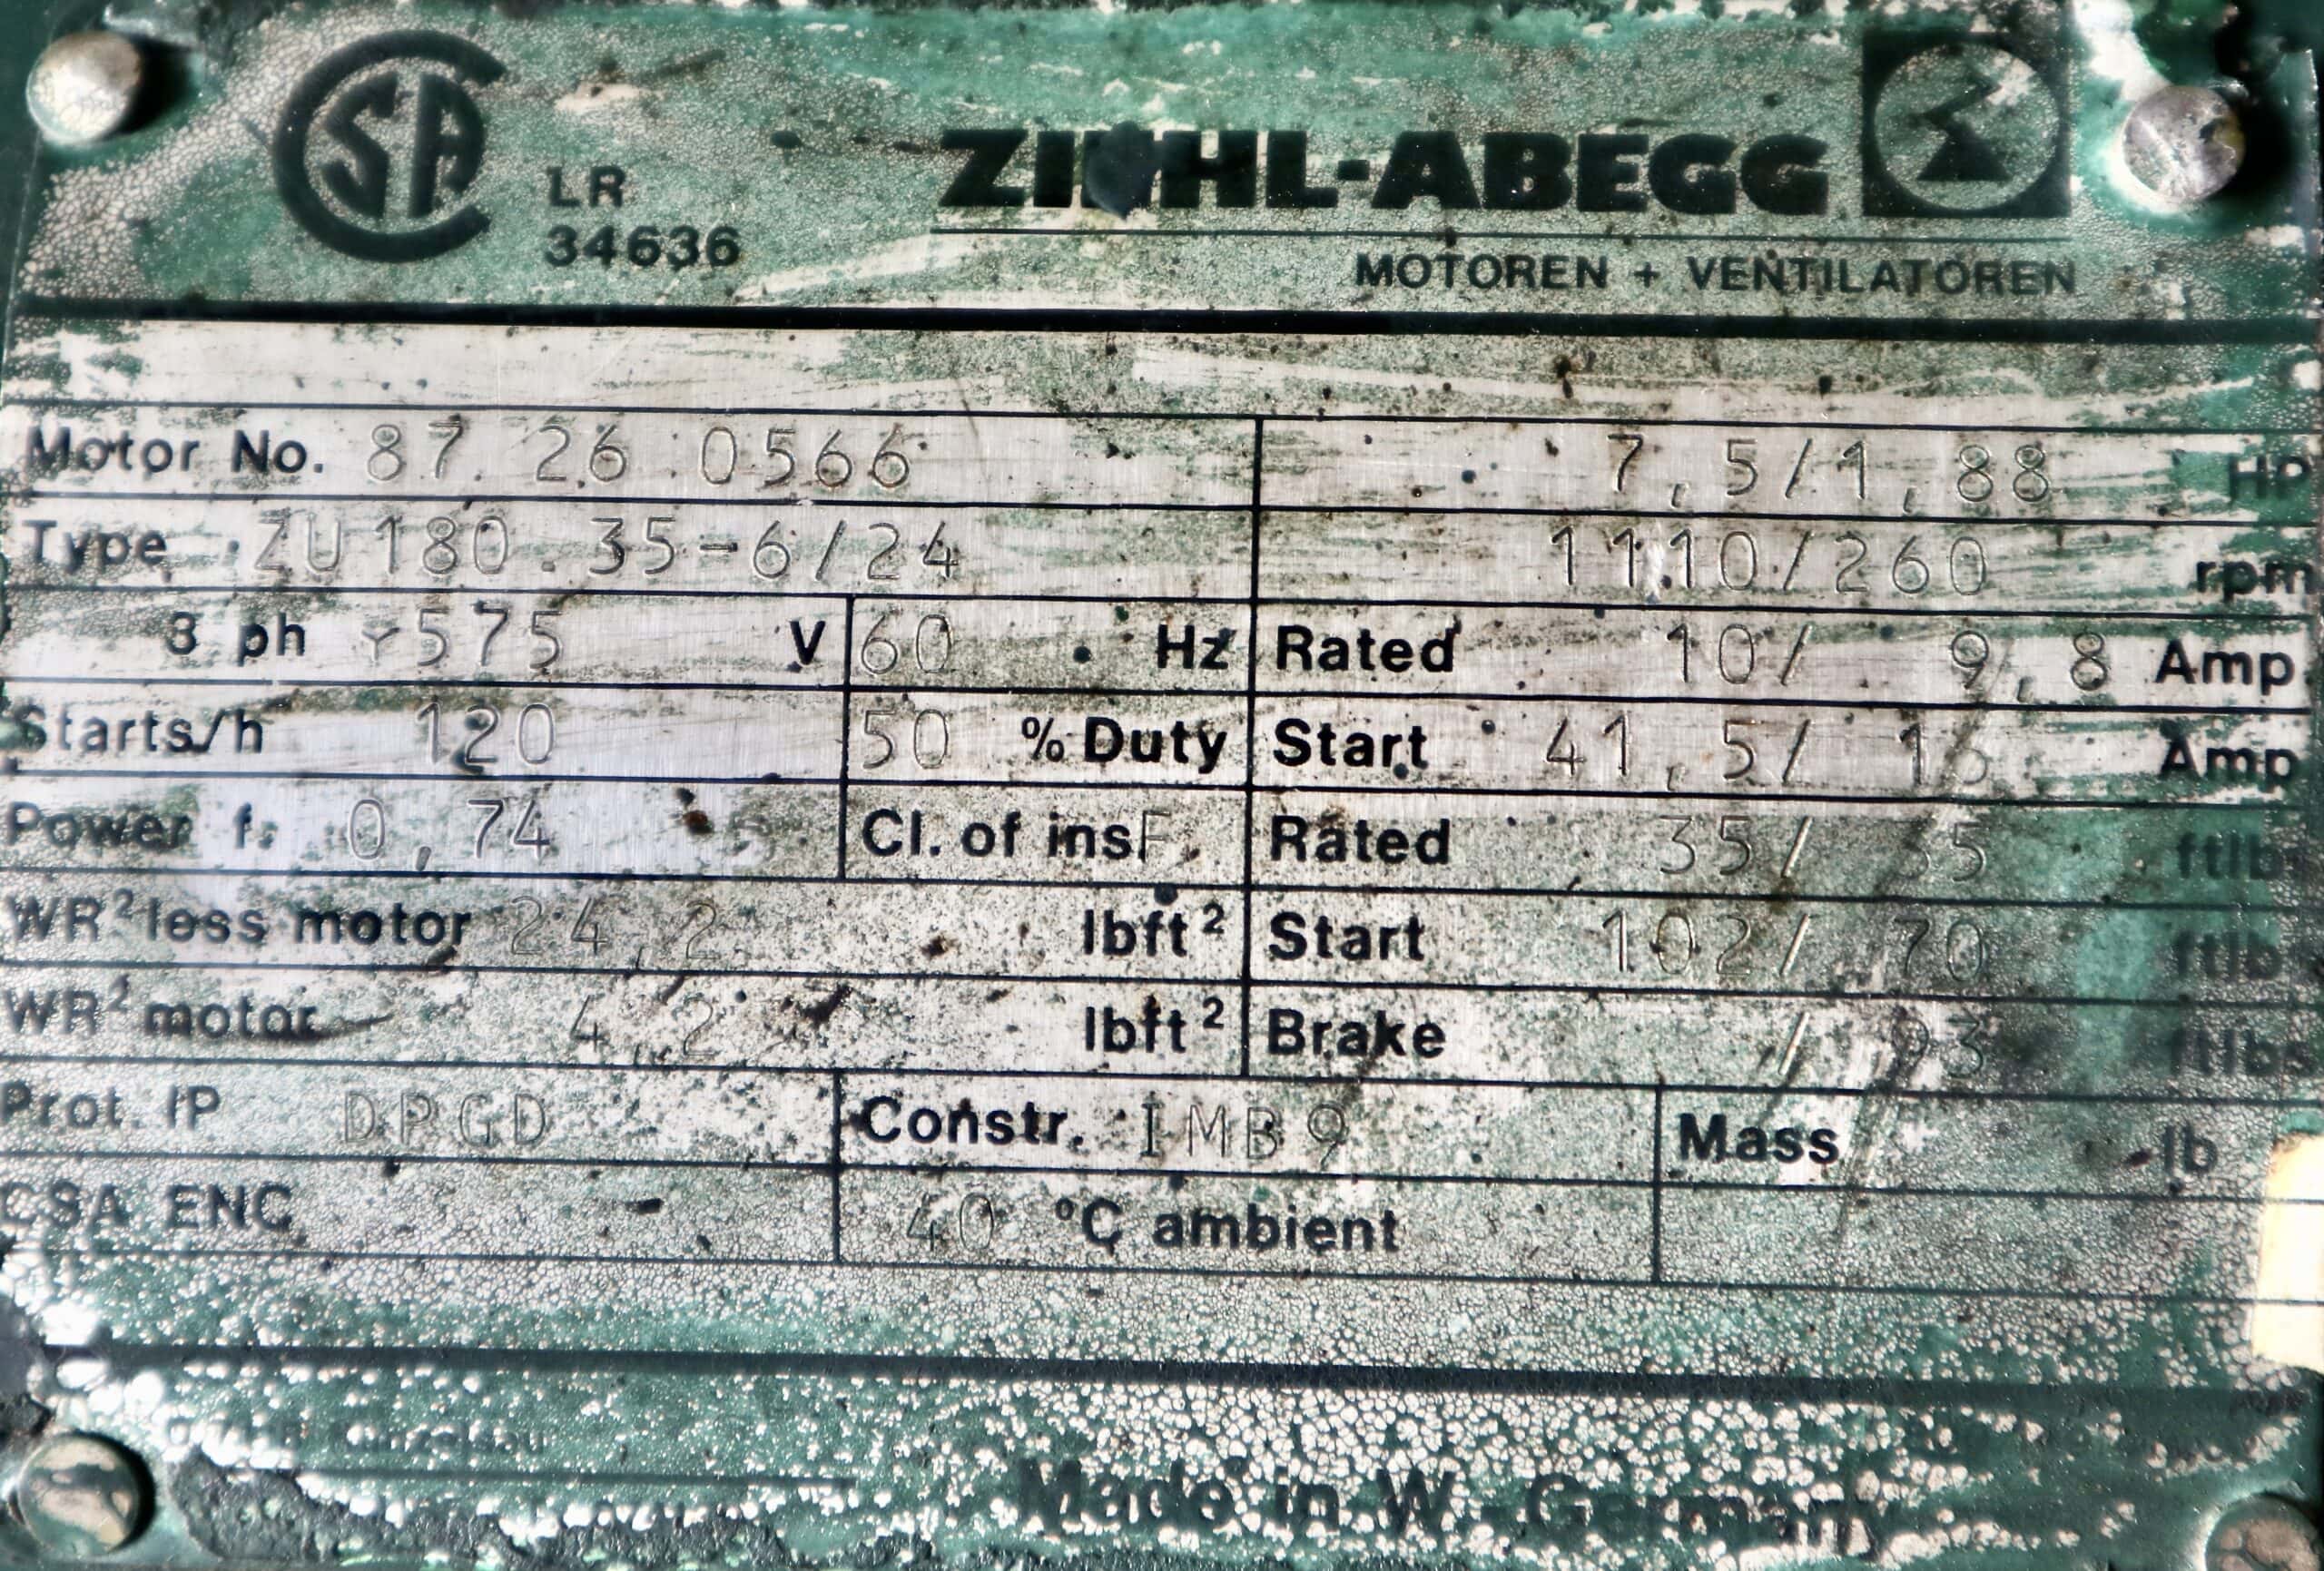 CSA
LR
34636
ZIEHL-ABEGG
MOTOREN + VENTILATOREN
Motor No. 87.26.0566 7,5/1,88 HP
Type ZU180.35-6/24 1110/260 rpm
3 ph Y575 V 60 Hz Rated 10/ 9,8 Amp
Starts/h 120 50 % Duty Start 41,5/ Amp
Power f. 0,74 Cl. of ins F Rated 35/ ftlb
WR² less motor 24,2 lbft² Start 102/ 70 ftlb
WR² motor 4,2 lbft² Brake / 93 ftlbs
Prot. IP DPGD Constr. IMB9 Mass lb
CSA ENC 40 °C ambient
Made in W.-Germany